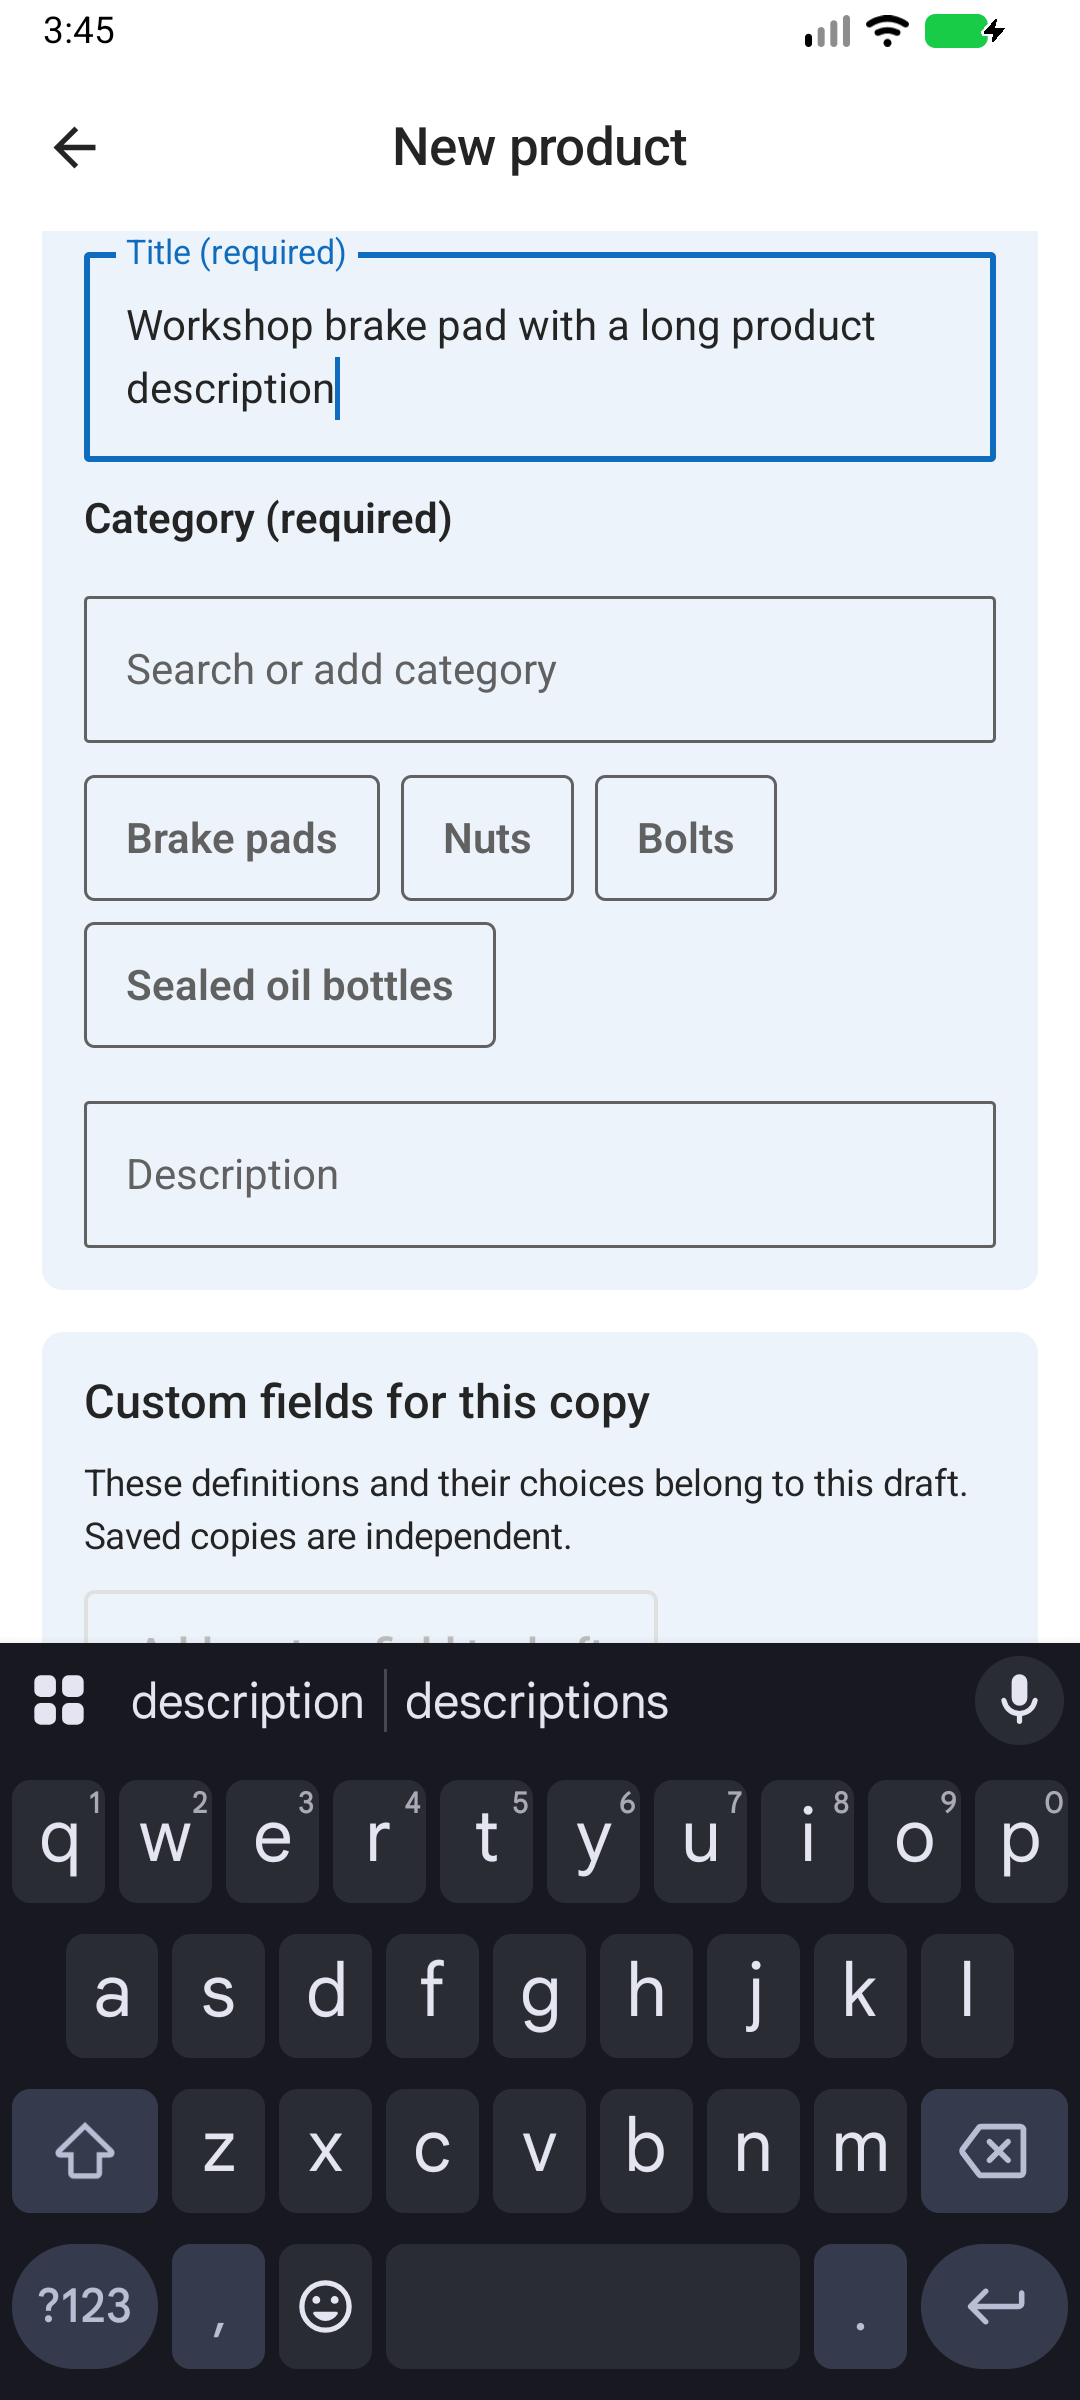 3:45
New product
Title (required)
Workshop brake pad with a long product
description
Category (required)
Search or add category
Brake pads
Nuts
Bolts
Sealed oil bottles
Description
Custom fields for this copy
These definitions and their choices belong to this draft.
Saved copies are independent.
description
descriptions
q 1 w 2 e 3 r 4 t 5 y 6 u 7 i 8 o 9 p 0
a s d f g h j k l
z x c v b n m
?123 , .